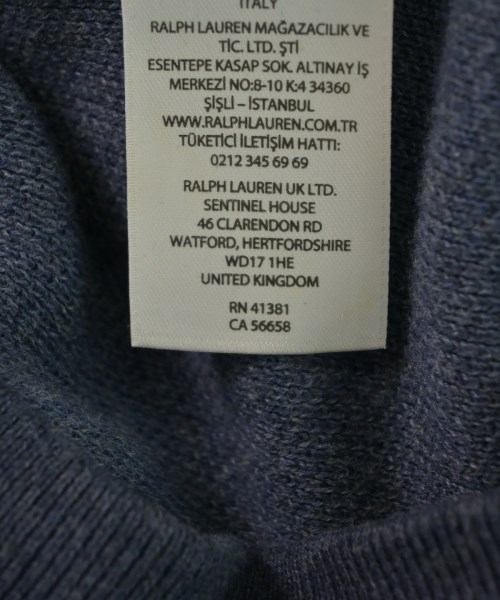 ITALY
RALPH LAUREN MAĞAZACILIK VE
TİC. LTD. ŞTİ
ESENTEPE KASAP SOK. ALTINAY İŞ
MERKEZİ NO:8-10 K:4 34360
ŞİŞLİ – İSTANBUL
WWW.RALPHLAUREN.COM.TR
TÜKETİCİ İLETİŞİM HATTI:
0212 345 69 69
RALPH LAUREN UK LTD.
SENTINEL HOUSE
46 CLARENDON RD
WATFORD, HERTFORDSHIRE
WD17 1HE
UNITED KINGDOM
RN 41381
CA 56658